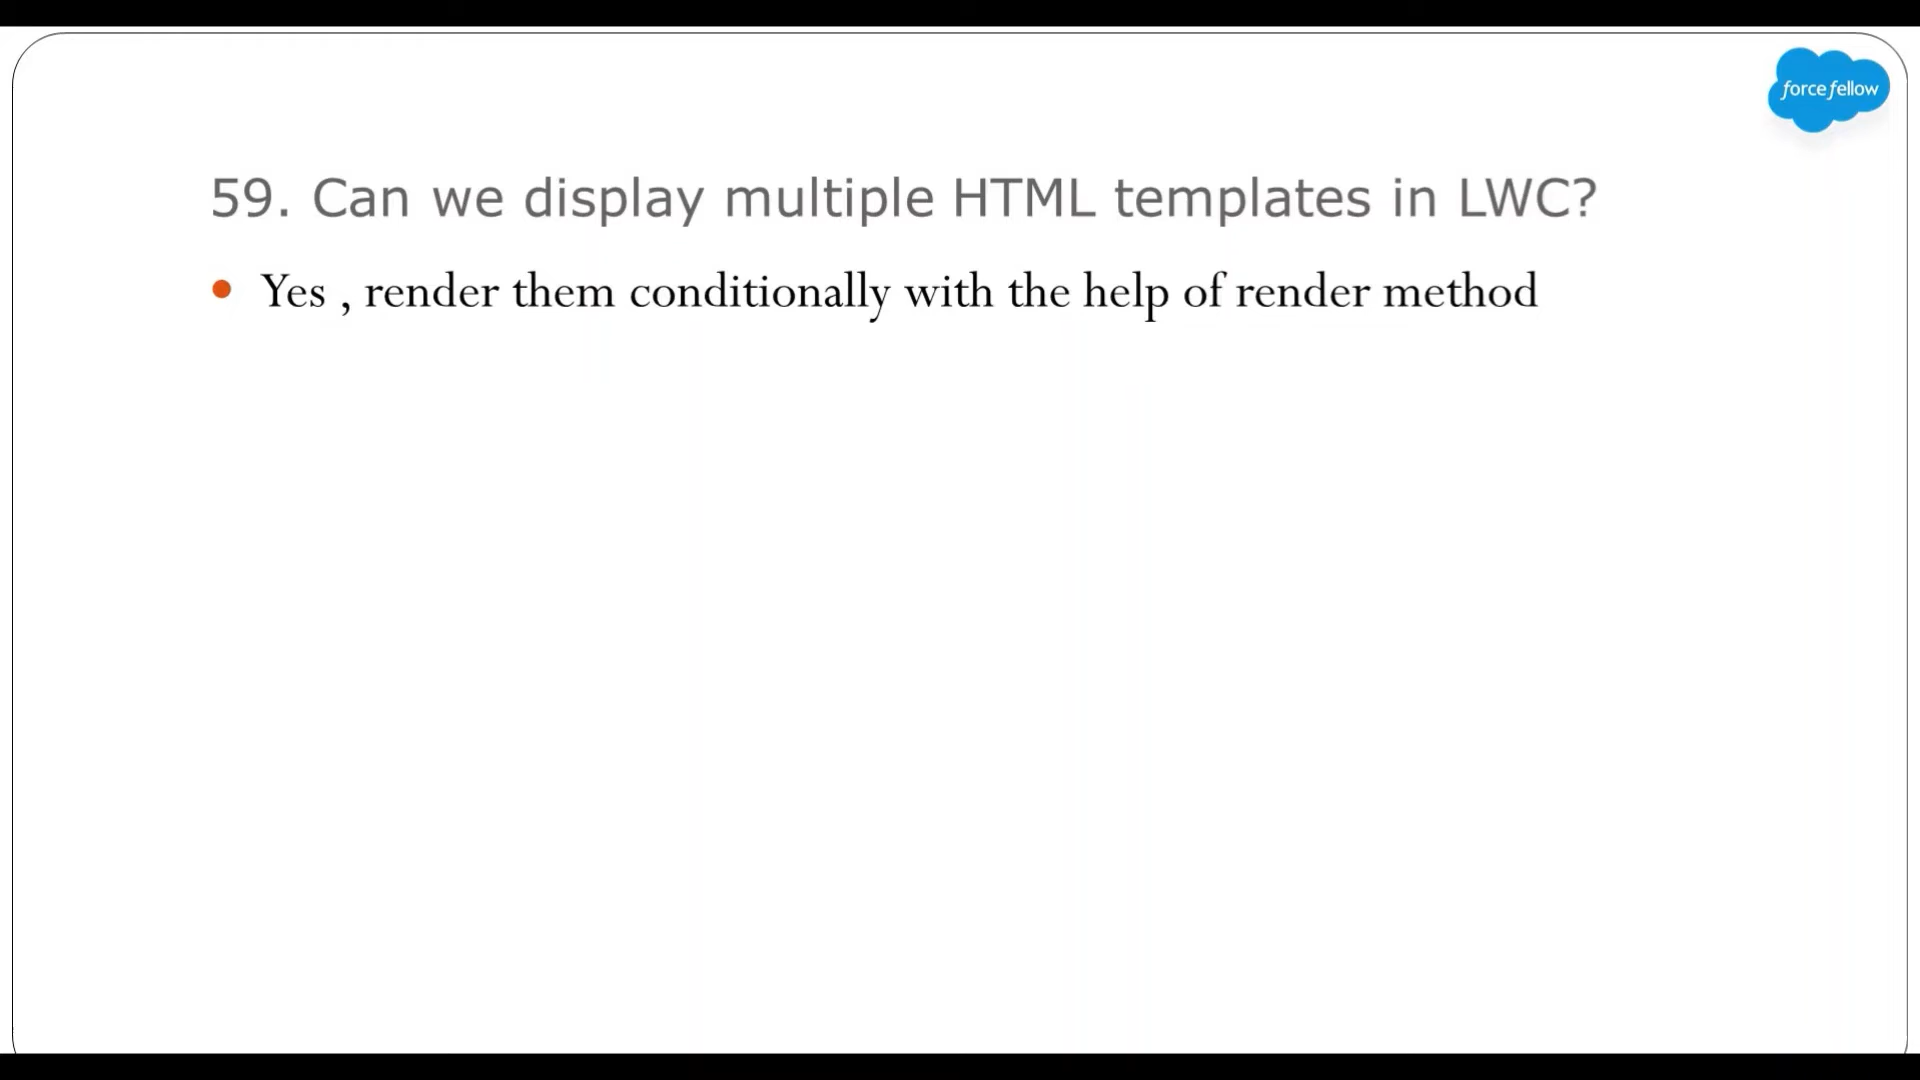 force fellow
59. Can we display multiple HTML templates in LWC?
Yes , render them conditionally with the help of render method